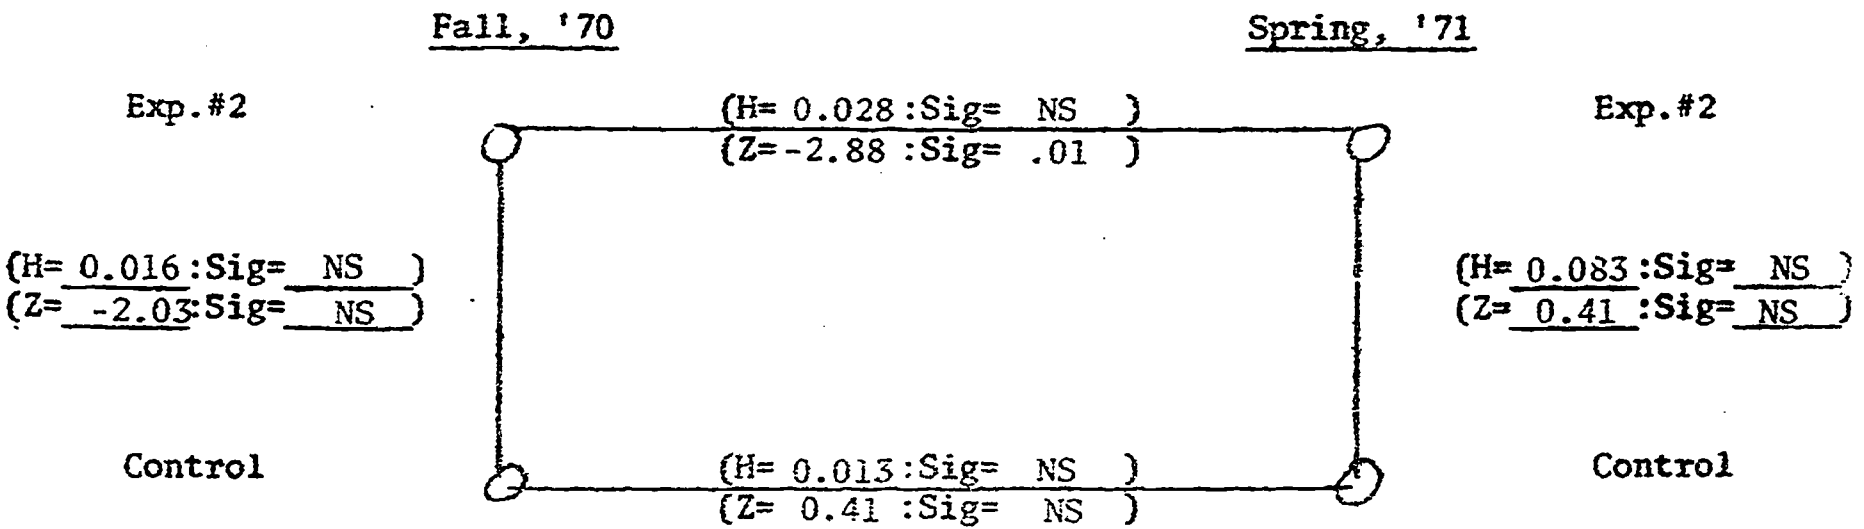 Fall, '70 Spring, '71
Exp.#2 (H= 0.028:Sig= NS ) Exp.#2
(Z=-2.88 :Sig= .01 )
(H= 0.016:Sig= NS ) (H= 0.083:Sig= NS )
(Z= -2.03:Sig= NS ) (Z= 0.41 :Sig= NS )
Control (H= 0.013:Sig= NS ) Control
(Z= 0.41 :Sig= NS )